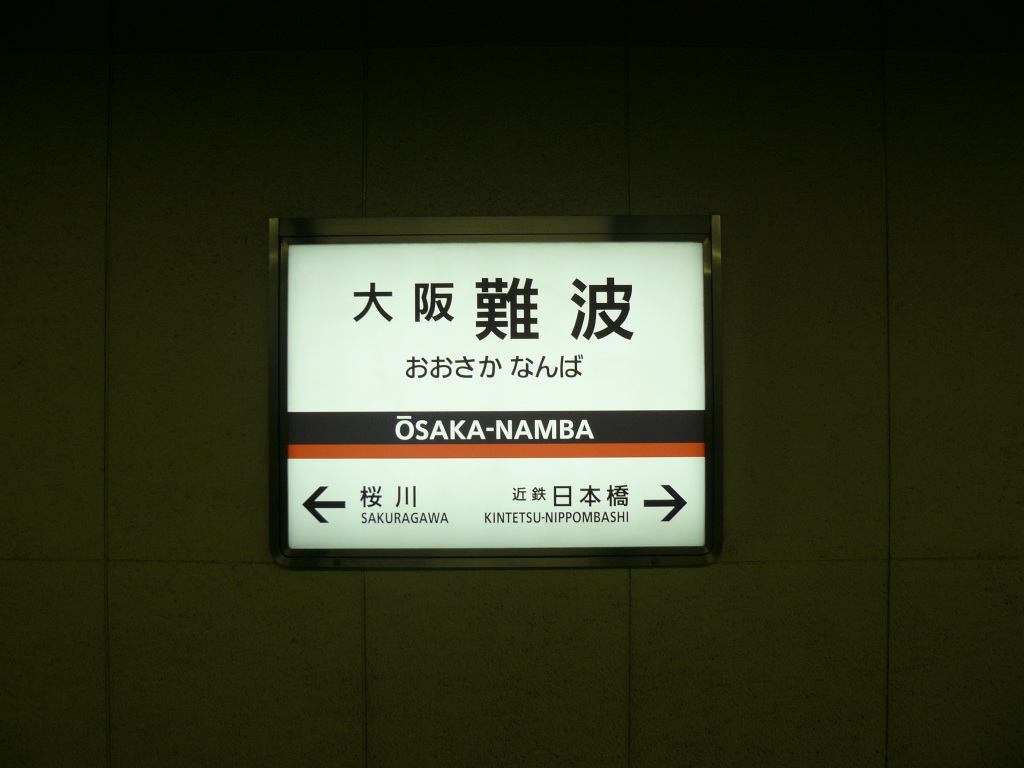 大阪難波
おおさか なんば
ŌSAKA-NAMBA
← 桜川 近鉄日本橋 →
SAKURAGAWA KINTETSU-NIPPOMBASHI